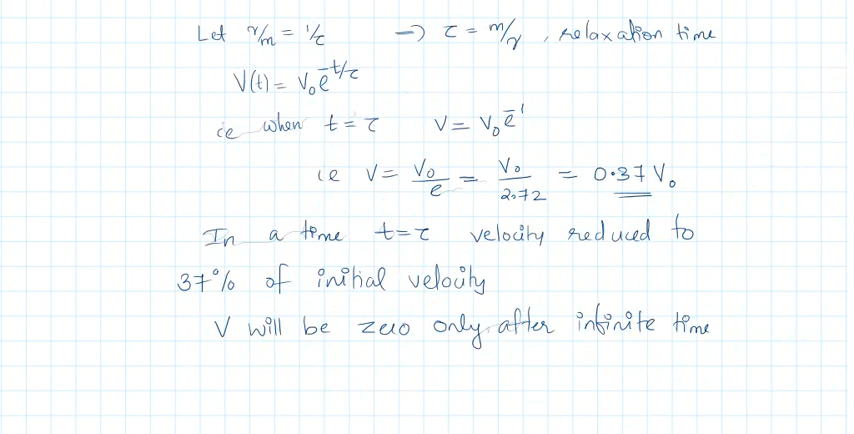 Let γ/m = 1/τ → τ = m/γ, relaxation time
V(t) = V₀e^(-t/τ)
ie when t = τ V = V₀e^(-1)
ie V = V₀/e = V₀/2.72 = 0.37 V₀
In a time t=τ velocity reduced to
37% of initial velocity
V will be zero only after infinite time